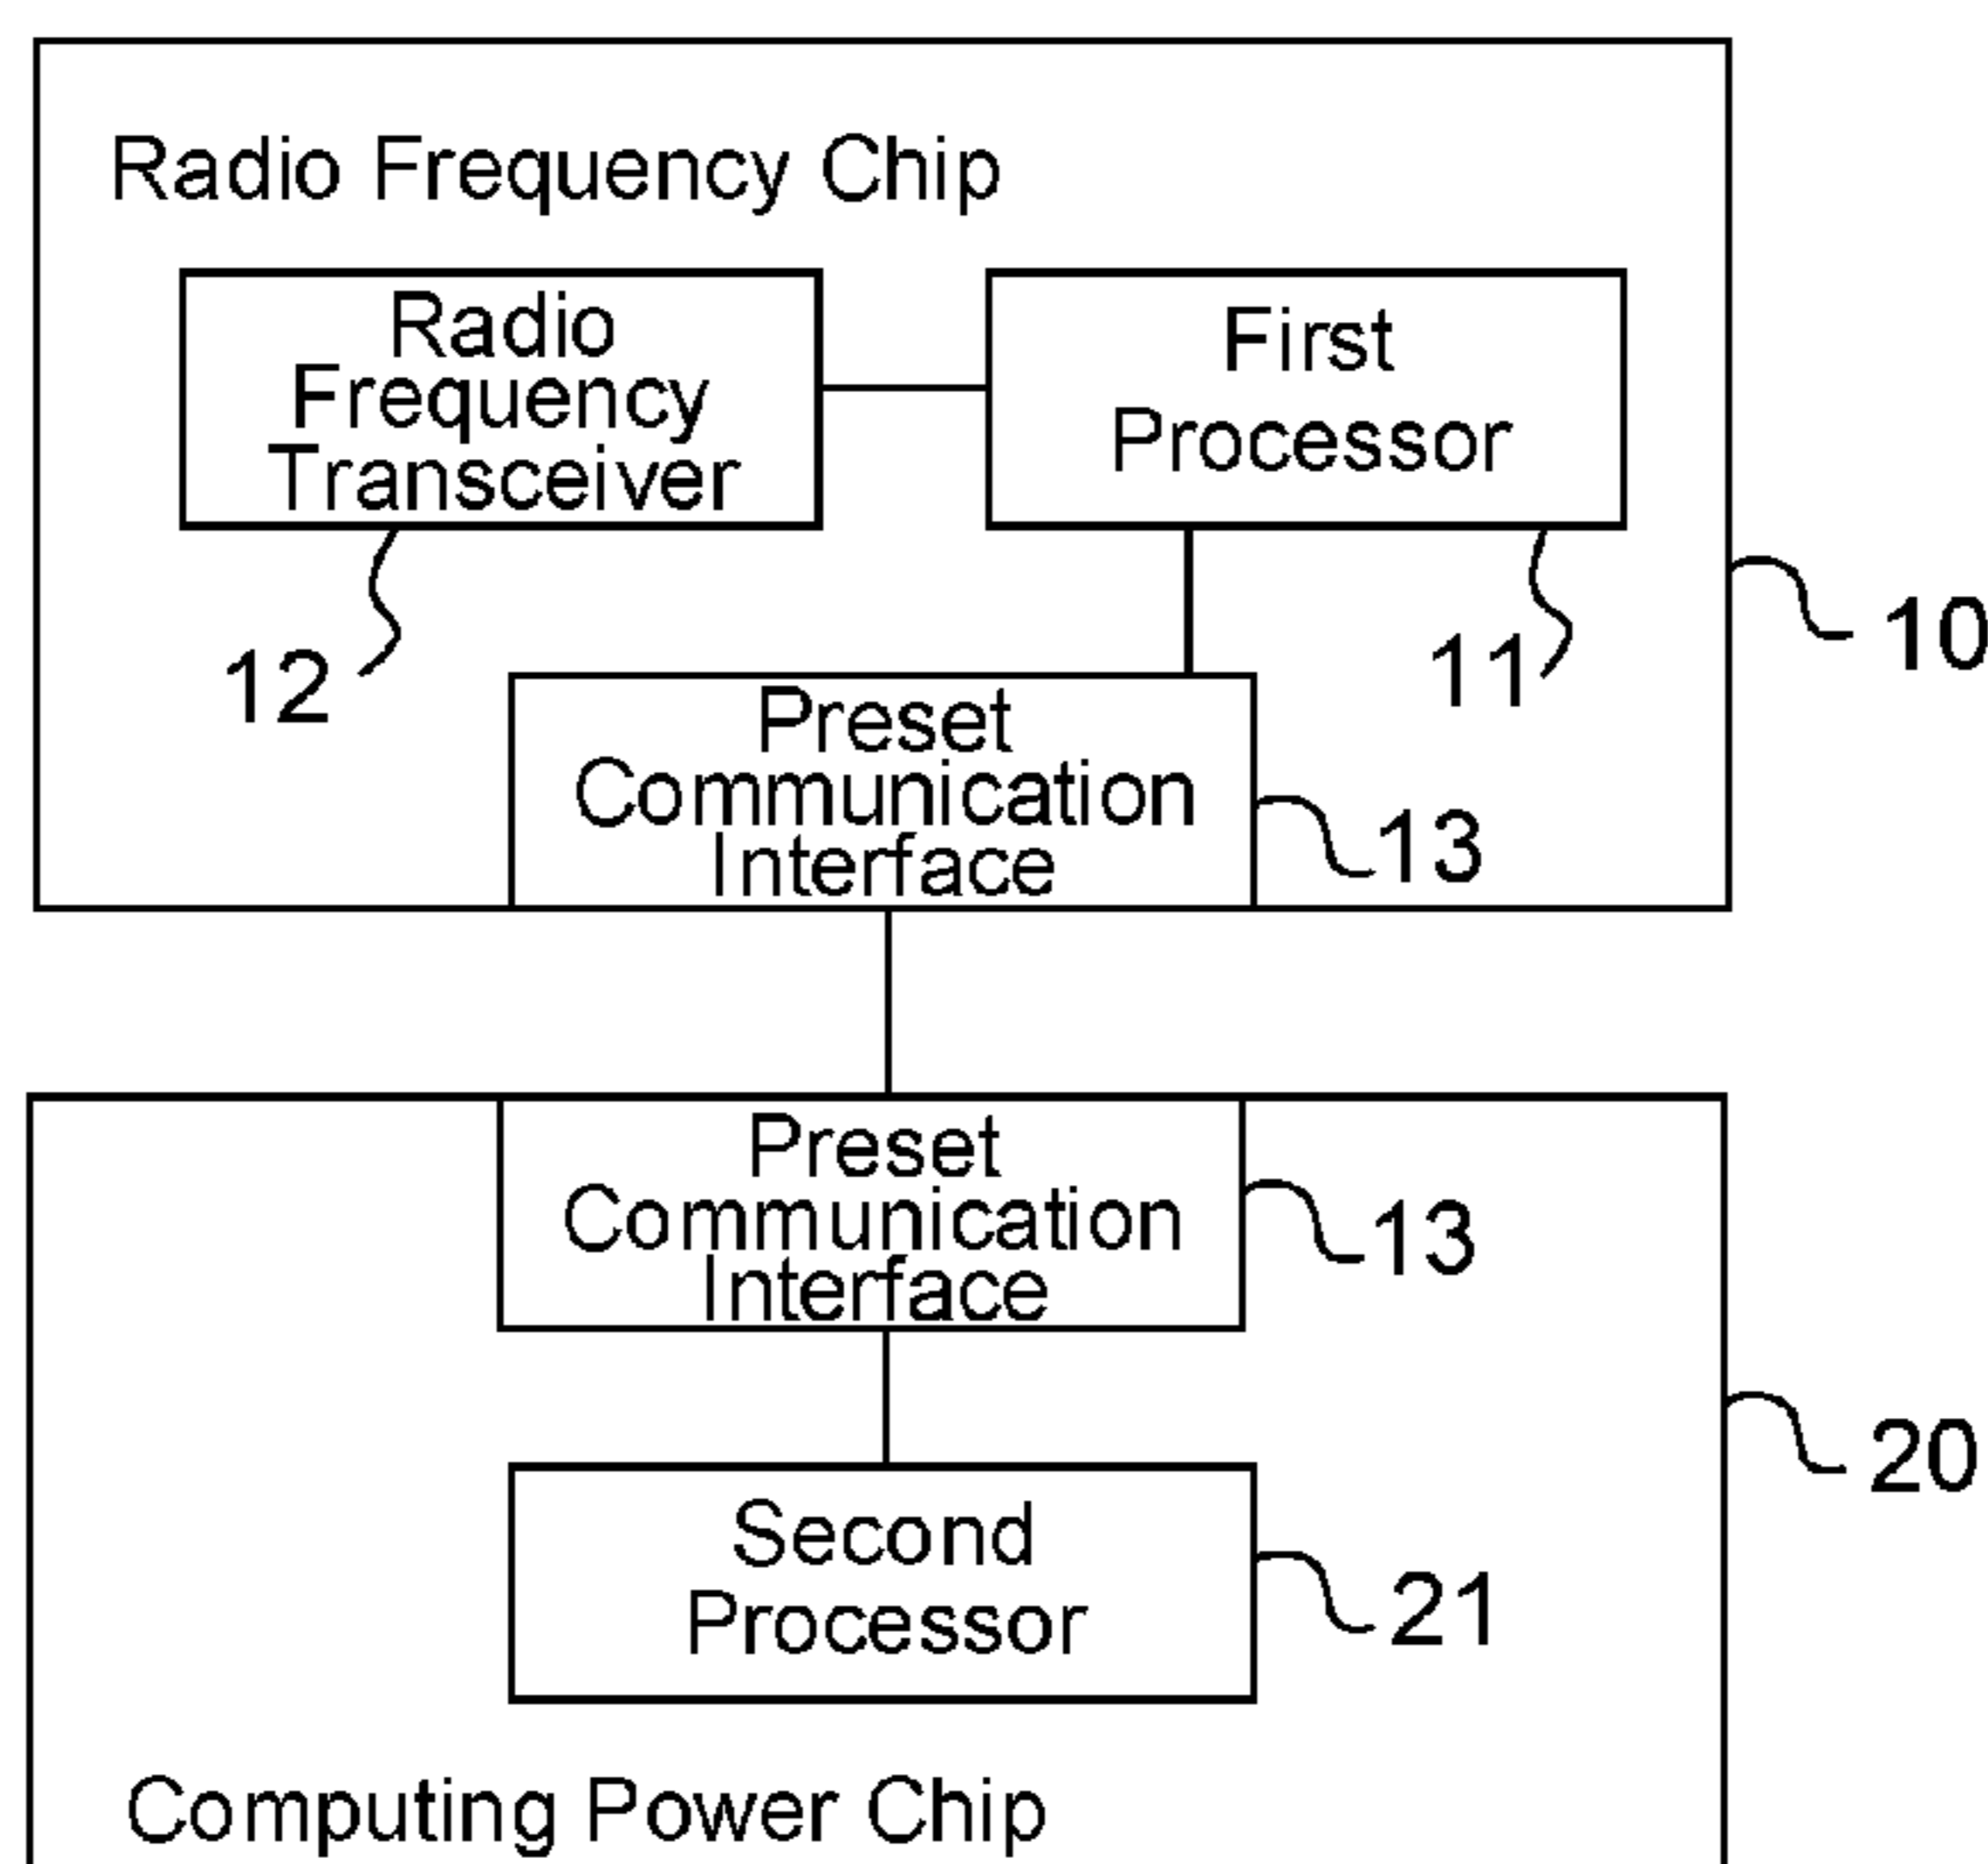 Radio Frequency Chip
Radio
Frequency
Transceiver
First
Processor
12
11
10
Preset
Communication
Interface
13
Preset
Communication
Interface
13
20
Second
Processor
21
Computing Power Chip